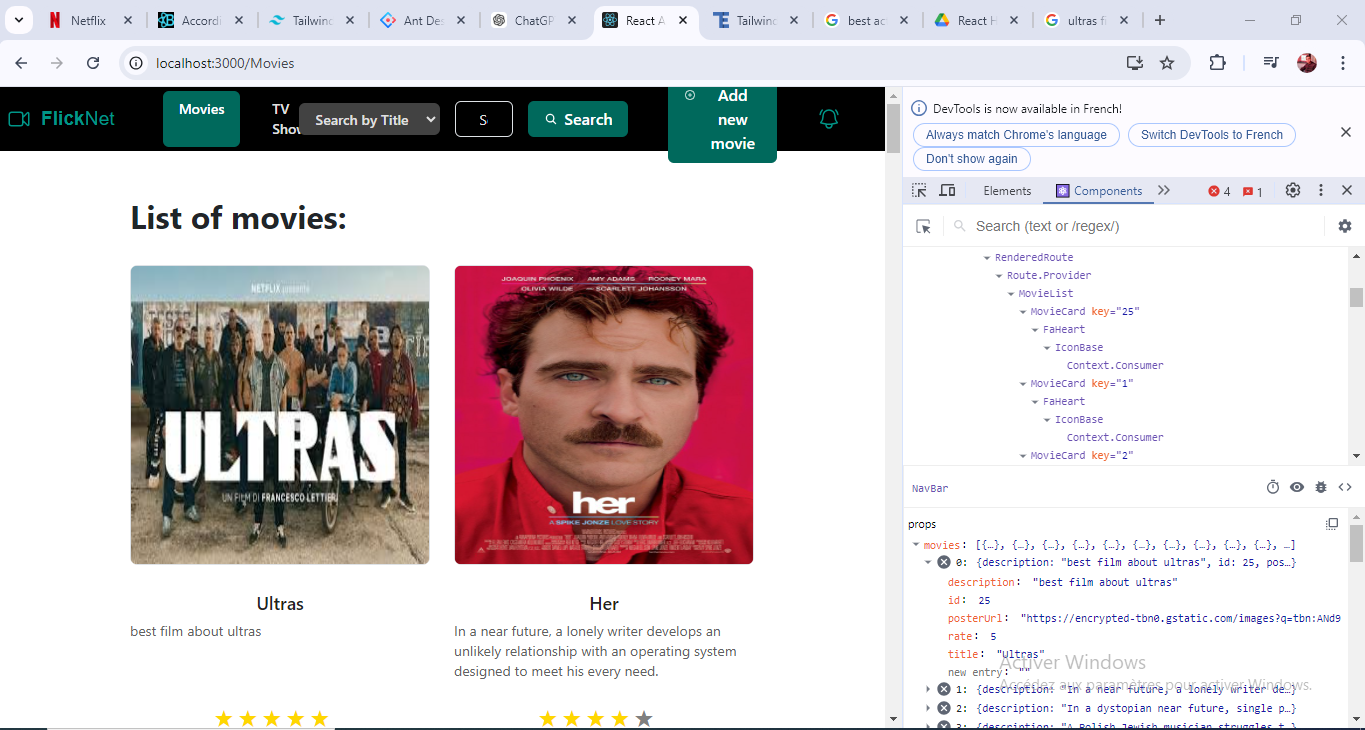 Netflix
Accordi
Tailwinc
Ant Des
ChatGP
React A
Tailwinc
best ac
React H
ultras fi
localhost:3000/Movies
FlickNet
Movies
TV
Show
Search by Title
S
Search
Add
new
movie
List of movies:
NETFLIX presenta
ULTRAS
UN FILM DI FRANCESCO LETTIERI
JOAQUIN PHOENIX AMY ADAMS ROONEY MARA
OLIVIA WILDE SCARLETT JOHANSSON
her
A SPIKE JONZE LOVE STORY
Ultras
best film about ultras
Her
In a near future, a lonely writer develops an
unlikely relationship with an operating system
designed to meet his every need.
DevTools is now available in French!
Always match Chrome's language
Switch DevTools to French
Don't show again
Elements
Components
4
1
Search (text or /regex/)
RenderedRoute
Route.Provider
MovieList
MovieCard key="25"
FaHeart
IconBase
Context.Consumer
MovieCard key="1"
FaHeart
IconBase
Context.Consumer
MovieCard key="2"
NavBar
props
movies: [{…}, {…}, {…}, {…}, {…}, {…}, {…}, {…}, {…}, {…}, …]
0: {description: "best film about ultras", id: 25, pos…}
description: "best film about ultras"
id: 25
posterUrl: "https://encrypted-tbn0.gstatic.com/images?q=tbn:ANd9
rate: 5
title: "Ultras"
new entry: ""
1: {description: "In a near future, a lonely writer de…}
2: {description: "In a dystopian near future, single p…}
3: {description: "A Polish Jewish musician struggles t…}
Activer Windows
Accédez aux paramètres pour activer Windows.